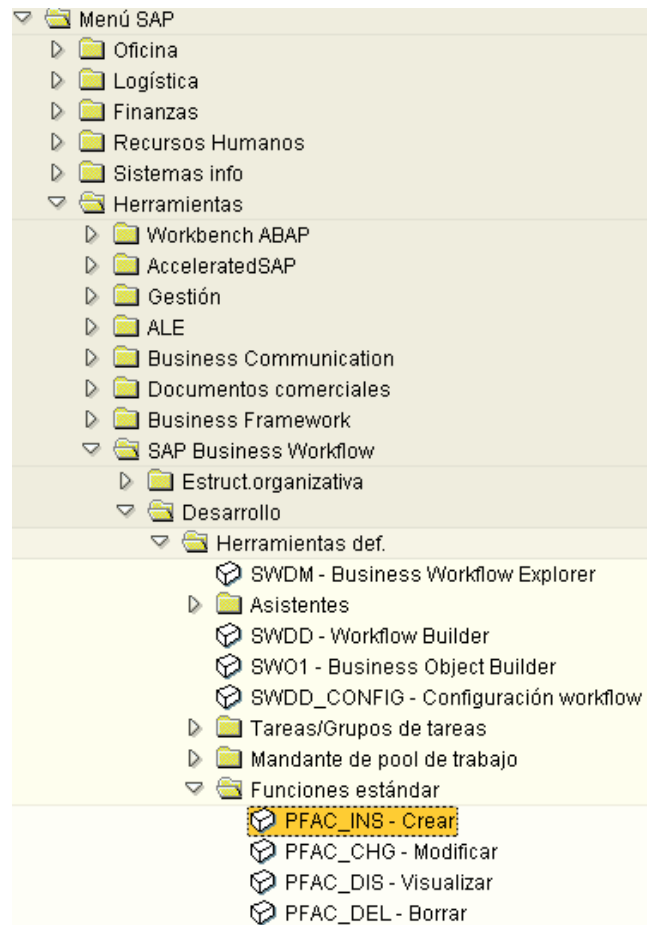 Menú SAP
Oficina
Logística
Finanzas
Recursos Humanos
Sistemas info
Herramientas
Workbench ABAP
AcceleratedSAP
Gestión
ALE
Business Communication
Documentos comerciales
Business Framework
SAP Business Workflow
Estruct.organizativa
Desarrollo
Herramientas def.
SWDM - Business Workflow Explorer
Asistentes
SWDD - Workflow Builder
SWO1 - Business Object Builder
SWDD_CONFIG - Configuración workflow
Tareas/Grupos de tareas
Mandante de pool de trabajo
Funciones estándar
PFAC_INS - Crear
PFAC_CHG - Modificar
PFAC_DIS - Visualizar
PFAC_DEL - Borrar